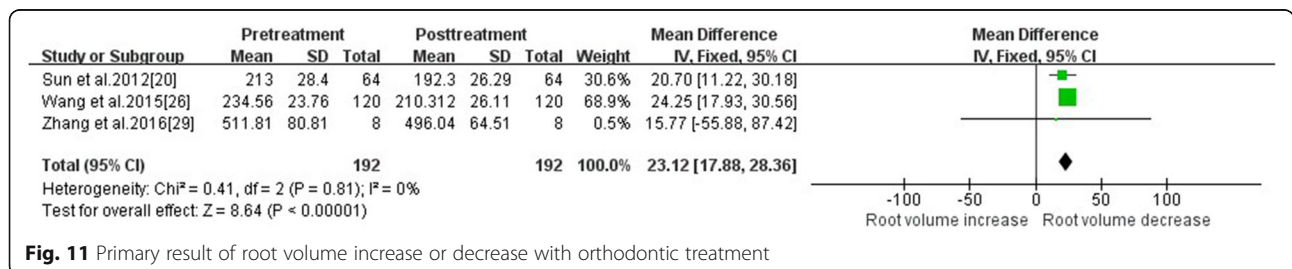 Pretreatment Posttreatment Mean Difference Mean Difference
Study or Subgroup Mean SD Total Mean SD Total Weight IV, Fixed, 95% CI IV, Fixed, 95% CI
Sun et al.2012[20] 213 28.4 64 192.3 26.29 64 30.6% 20.70 [11.22, 30.18]
Wang et al.2015[26] 234.56 23.76 120 210.312 26.11 120 68.9% 24.25 [17.93, 30.56]
Zhang et al.2016[29] 511.81 80.81 8 496.04 64.51 8 0.5% 15.77 [-55.88, 87.42]
Total (95% CI) 192 192 100.0% 23.12 [17.88, 28.36]
Heterogeneity: Chi² = 0.41, df = 2 (P = 0.81); I² = 0%
Test for overall effect: Z = 8.64 (P < 0.00001)
-100 -50 0 50 100
Root volume increase Root volume decrease
Fig. 11 Primary result of root volume increase or decrease with orthodontic treatment